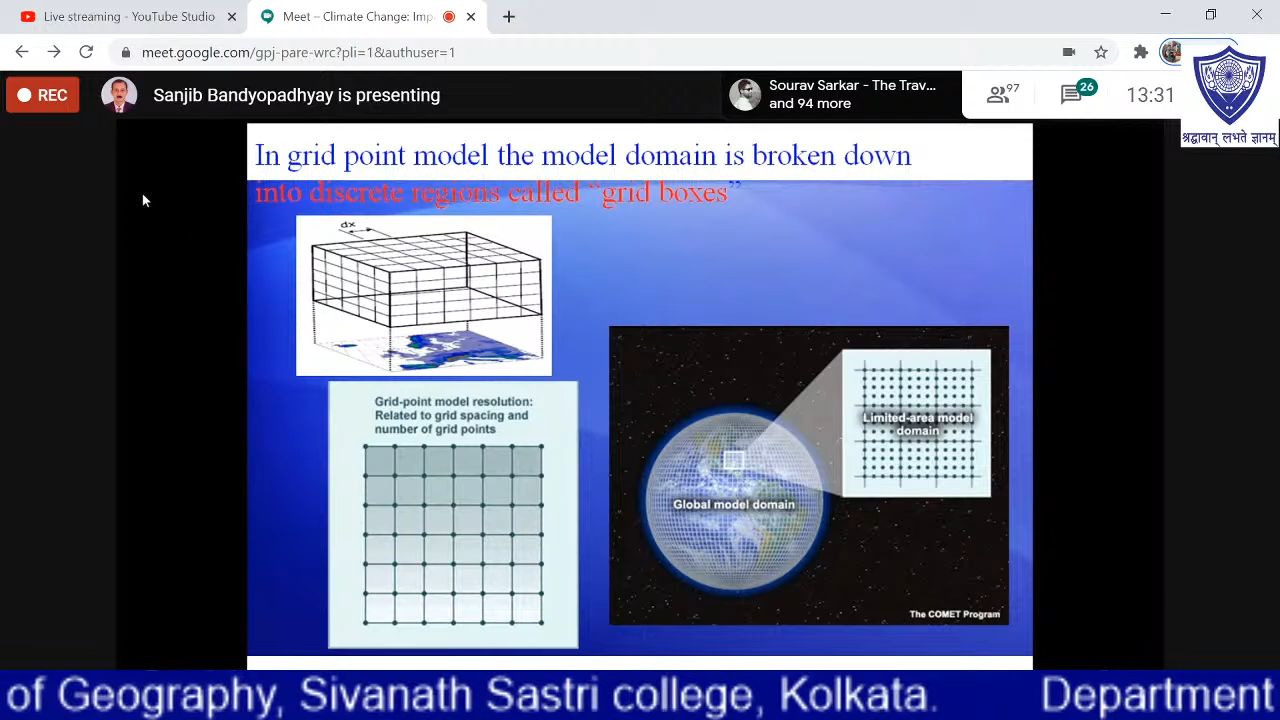 Live streaming - YouTube Studio
Meet – Climate Change: Imp
meet.google.com/gpj-pare-wrc?pli=1&authuser=1
REC
Sanjib Bandyopadhyay is presenting
Sourav Sarkar - The Trav...
and 94 more
97
26
13:31
श्रद्धावान् लभते ज्ञानम्
In grid point model the model domain is broken down
into discrete regions called “grid boxes”
dx
Grid-point model resolution:
Related to grid spacing and
number of grid points
Limited-area model
domain
Global model domain
The COMET Program
of Geography, Sivanath Sastri college, Kolkata. Department